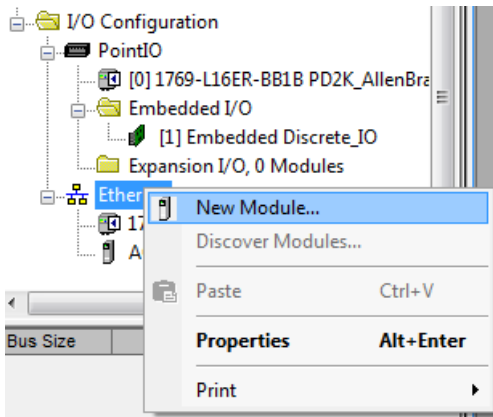 I/O Configuration
PointIO
[0] 1769-L16ER-BB1B PD2K_AllenBra
Embedded I/O
[1] Embedded Discrete_IO
Expansion I/O, 0 Modules
Ether
New Module...
17
Discover Modules...
A
Paste Ctrl+V
Bus Size
Properties Alt+Enter
Print